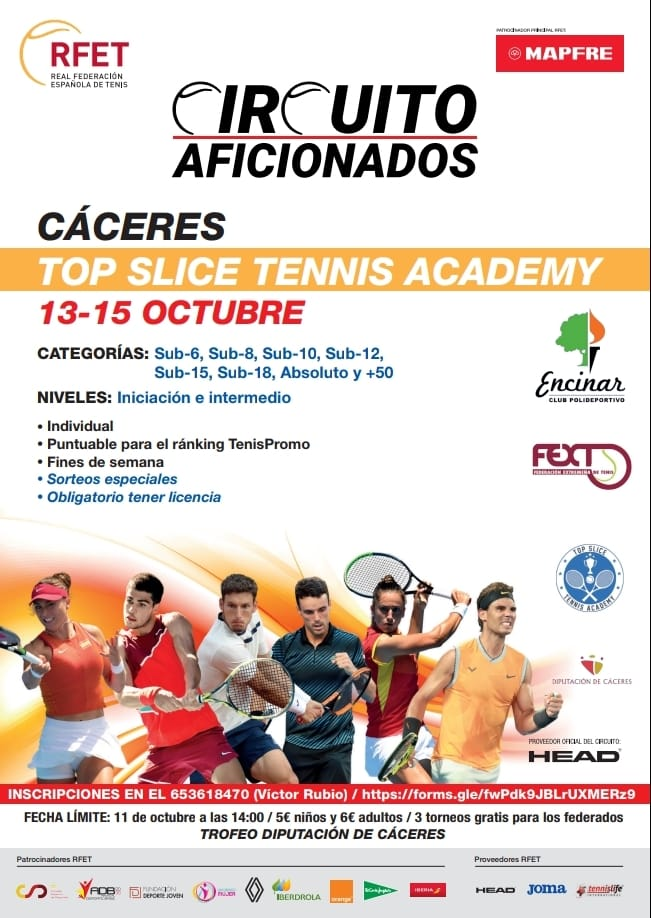 RFET
REAL FEDERACIÓN
ESPAÑOLA DE TENIS
PATROCINADOR PRINCIPAL RFET:
MAPFRE
CIRCUITO
AFICIONADOS
CÁCERES
TOP SLICE TENNIS ACADEMY
13-15 OCTUBRE
CATEGORÍAS: Sub-6, Sub-8, Sub-10, Sub-12,
Sub-15, Sub-18, Absoluto y +50
NIVELES: Iniciación e intermedio
• Individual
• Puntuable para el ránking TenisPromo
• Fines de semana
• Sorteos especiales
• Obligatorio tener licencia
Encinar
CLUB POLIDEPORTIVO
FEXT
FEDERACIÓN EXTREMEÑA DE TENIS
TOP SLICE
TENNIS ACADEMY
DIPUTACIÓN DE CÁCERES
PROVEEDOR OFICIAL DEL CIRCUITO:
HEAD
INSCRIPCIONES EN EL 653618470 (Víctor Rubio) / https://forms.gle/fwPdk9JBLrUXMERz9
FECHA LÍMITE: 11 de octubre a las 14:00 / 5€ niños y 6€ adultos / 3 torneos gratis para los federados
TROFEO DIPUTACIÓN DE CÁCERES
Patrocinadores RFET
Proveedores RFET
CSD
ADB
FUNDACIÓN
DEPORTE JOVEN
MUJER
IBERDROLA
orange
El Corte Inglés
IBERIA
HEAD
JOMA
tennislife
INTERNATIONAL